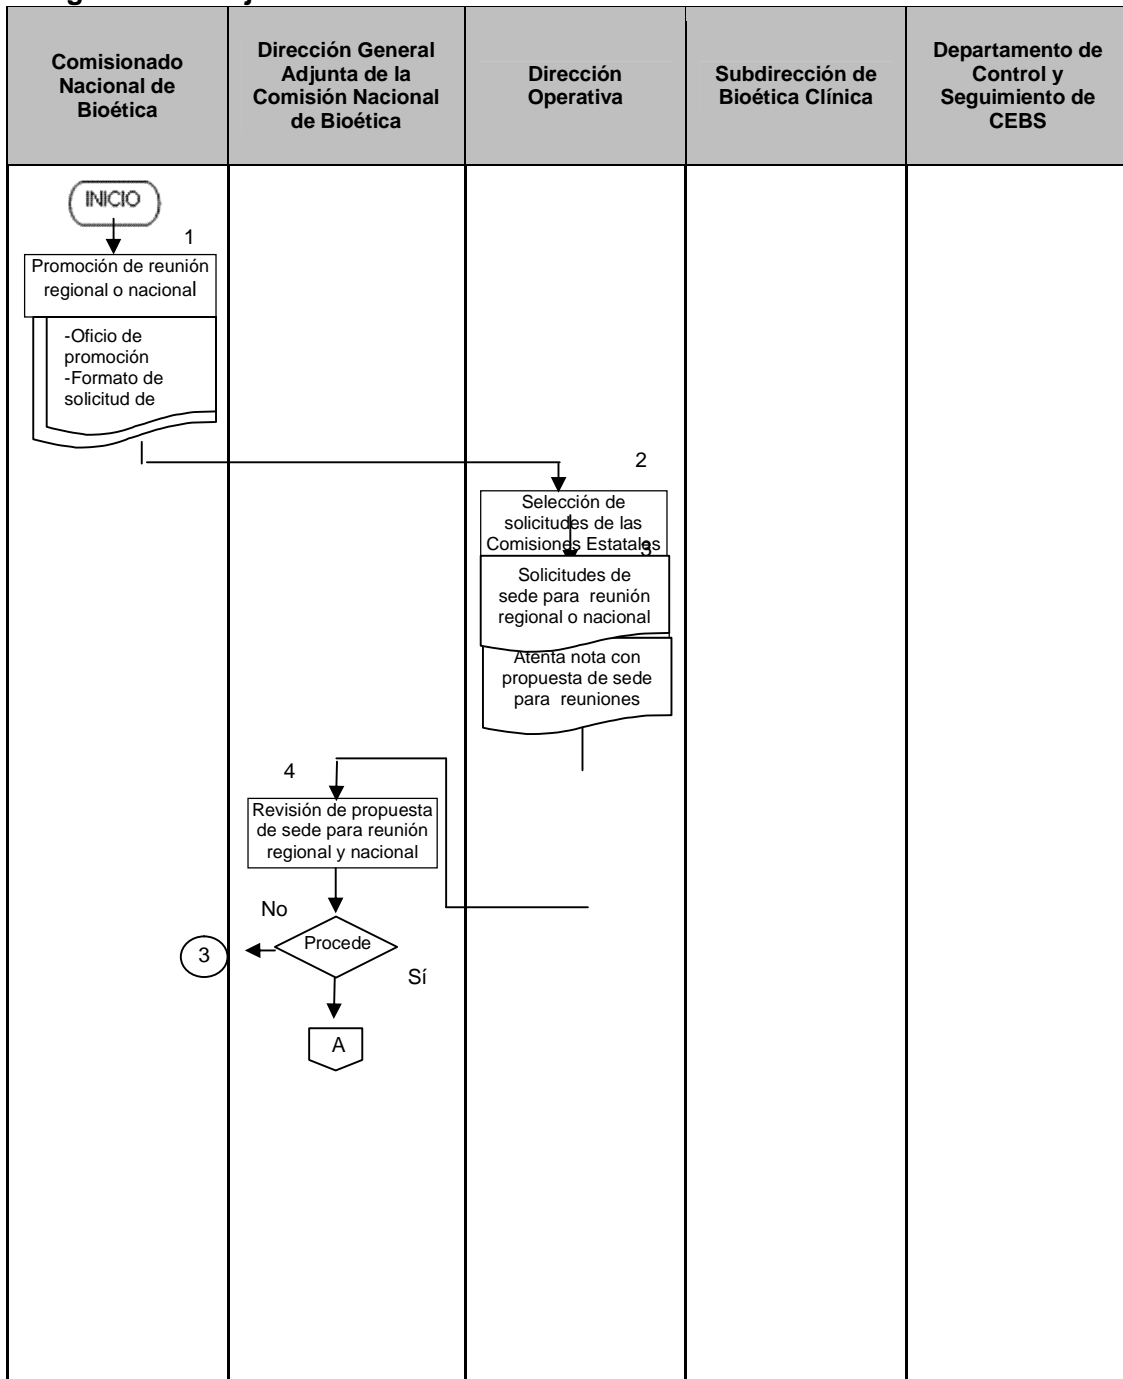 Comisionado
Nacional de
Bioética
Dirección General
Adjunta de la
Comisión Nacional
de Bioética
Dirección
Operativa
Subdirección de
Bioética Clínica
Departamento de
Control y
Seguimiento de
CEBS
INICIO
1
Promoción de reunión
regional o nacional
-Oficio de
promoción
-Formato de
solicitud de
2
Selección de
solicitudes de las
Comisiones Estatales
3
Solicitudes de
sede para reunión
regional o nacional
Atenta nota con
propuesta de sede
para reuniones
4
Revisión de propuesta
de sede para reunión
regional y nacional
No
Procede
3
Sí
A